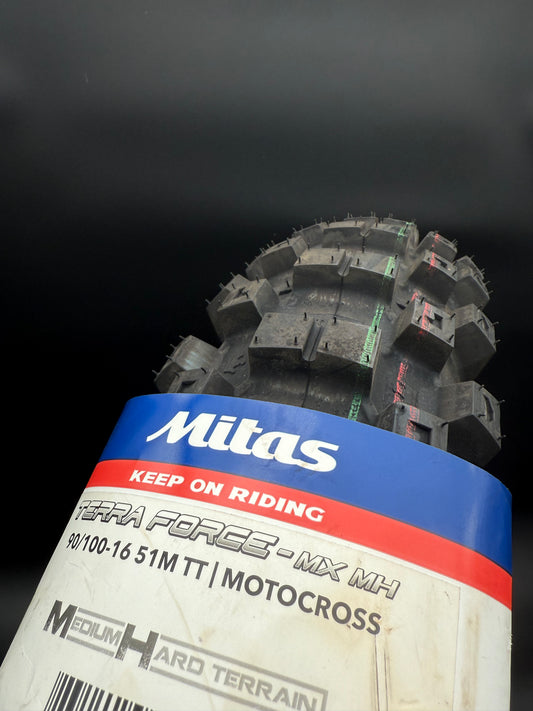 Mitas
KEEP ON RIDING
TERRA FORCE - MX MH
90/100-16 51M TT | MOTOCROSS
MEDIUM HARD TERRAIN